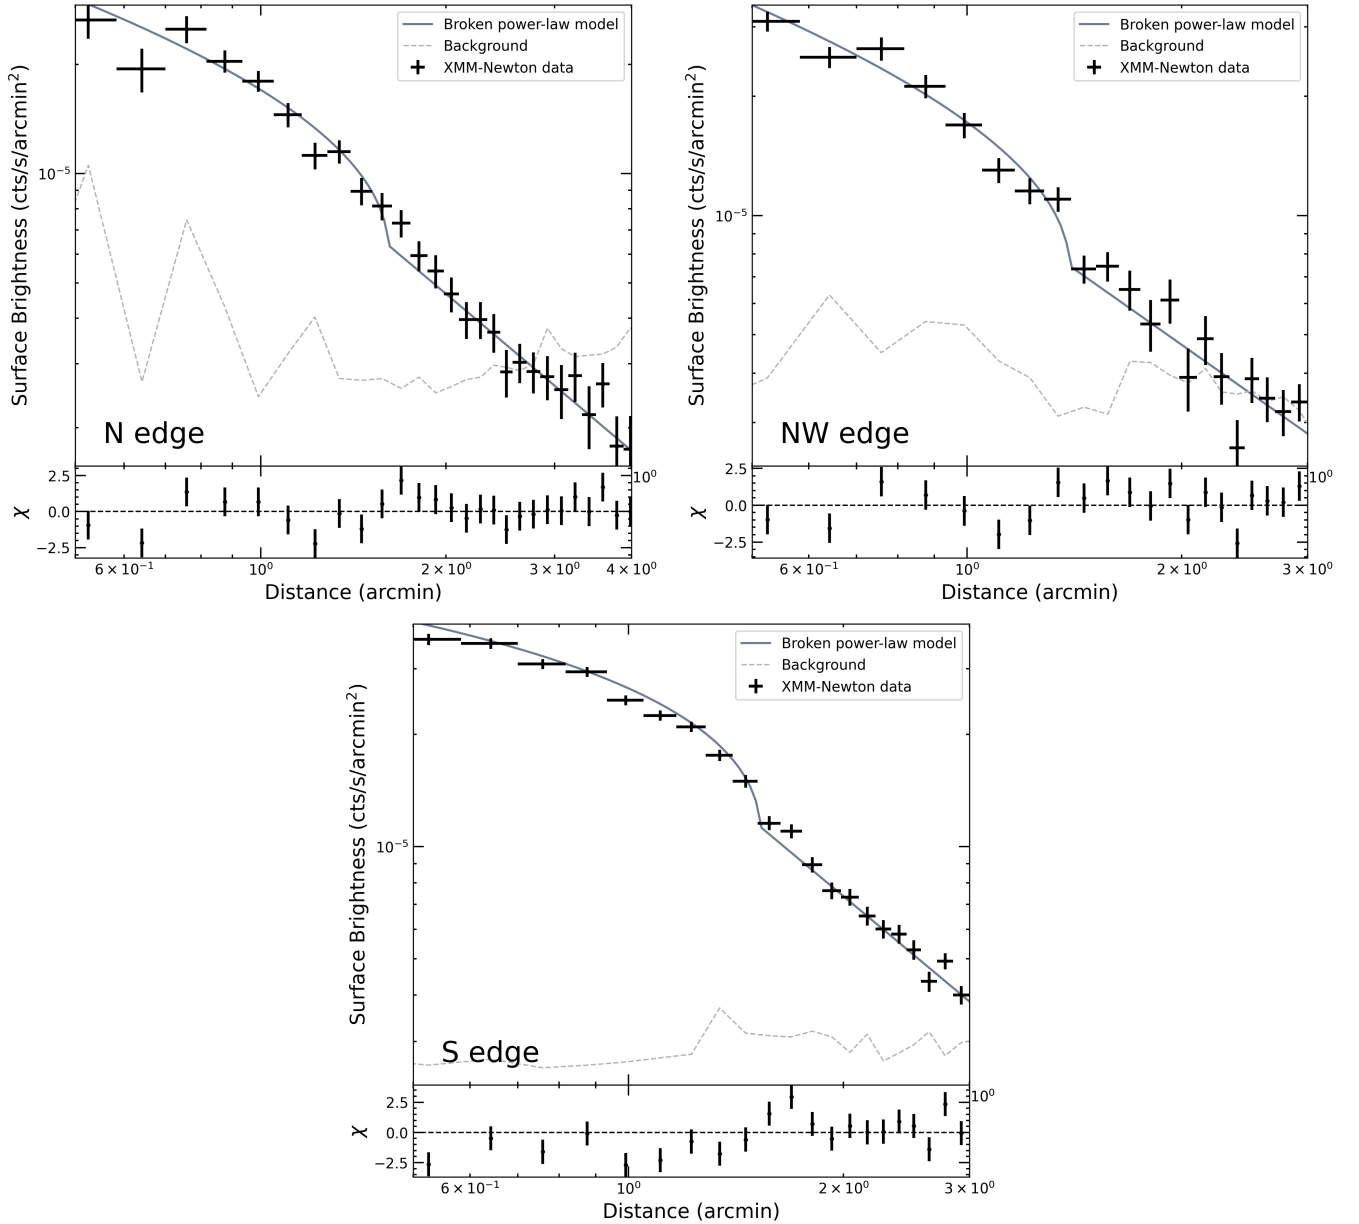 Surface Brightness (cts/s/arcmin²)
10⁻⁵
Broken power-law model
Background
XMM-Newton data
N edge
χ
2.5
0.0
−2.5
10⁰
6 × 10⁻¹ 10⁰ 2 × 10⁰ 3 × 10⁰ 4 × 10⁰
Distance (arcmin)
Surface Brightness (cts/s/arcmin²)
10⁻⁵
Broken power-law model
Background
XMM-Newton data
NW edge
χ
2.5
0.0
−2.5
10⁰
6 × 10⁻¹ 10⁰ 2 × 10⁰ 3 × 10⁰
Distance (arcmin)
Surface Brightness (cts/s/arcmin²)
10⁻⁵
Broken power-law model
Background
XMM-Newton data
S edge
χ
2.5
0.0
−2.5
10⁰
6 × 10⁻¹ 10⁰ 2 × 10⁰ 3 × 10⁰
Distance (arcmin)